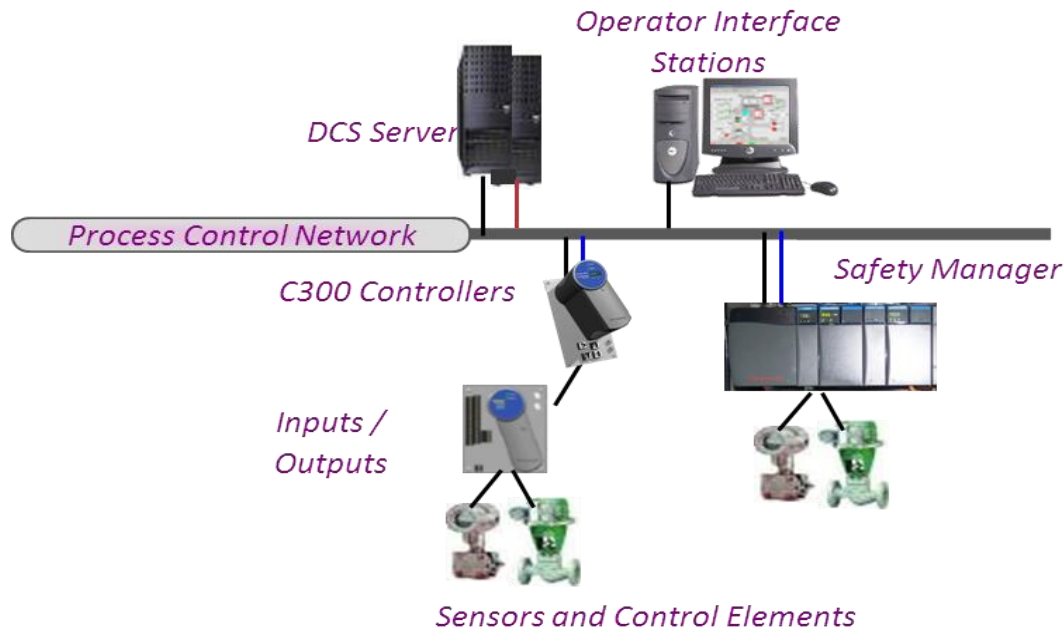 Operator Interface
Stations
DCS Server
Process Control Network
C300 Controllers
Safety Manager
Inputs /
Outputs
Sensors and Control Elements